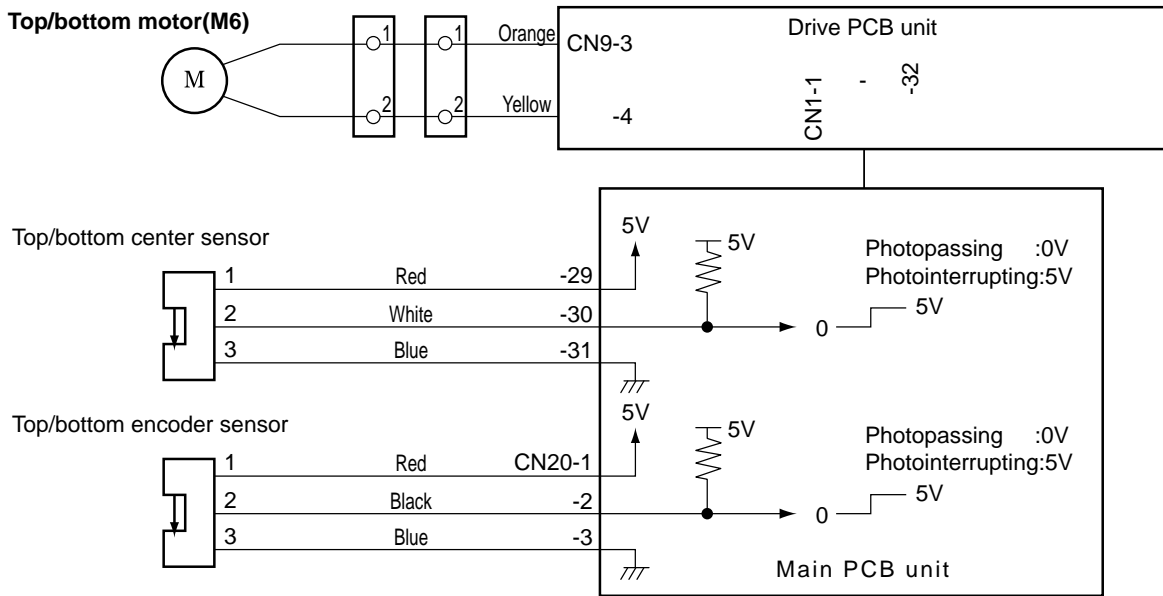 Top/bottom motor(M6)
M
1
2
1
2
Orange
Yellow
CN9-3
-4
Drive PCB unit
CN1-1
-
-32
Top/bottom center sensor
1
Red
-29
2
White
-30
3
Blue
-31
5V
5V
Photopassing :0V
Photointerrupting:5V
0
5V
Top/bottom encoder sensor
1
Red
CN20-1
2
Black
-2
3
Blue
-3
5V
5V
Photopassing :0V
Photointerrupting:5V
0
5V
Main PCB unit